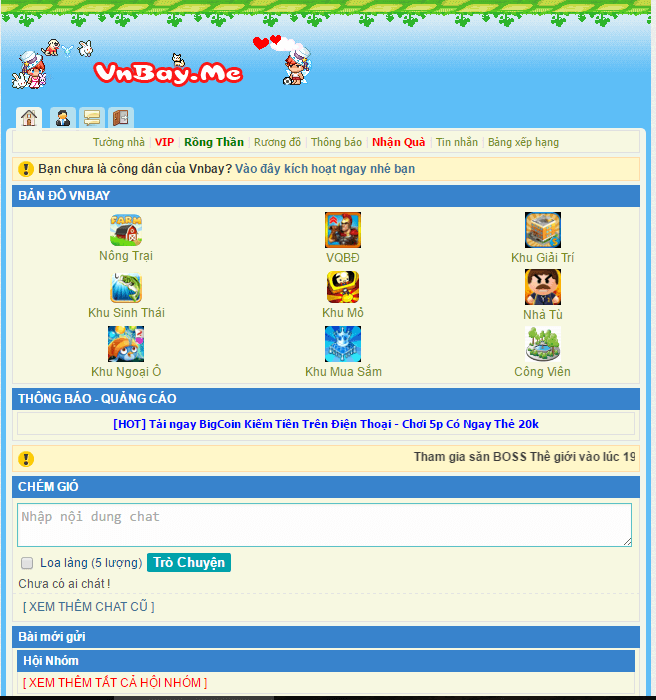 VnBay.Me
Tường nhà | VIP | Rồng Thần | Rương đồ | Thông báo | Nhận Quà | Tin nhắn | Bảng xếp hạng
Bạn chưa là công dân của Vnbay? Vào đây kích hoạt ngay nhé bạn
BẢN ĐỒ VNBAY
FARM
Nông Trại
VQBĐ
Khu Giải Trí
Khu Sinh Thái
Khu Mỏ
Nhà Tù
Khu Ngoại Ô
Khu Mua Sắm
Công Viên
THÔNG BÁO - QUẢNG CÁO
[HOT] Tải ngay BigCoin Kiếm Tiền Trên Điện Thoại - Chơi 5p Có Ngay Thẻ 20k
Tham gia săn BOSS Thế giới vào lúc 19
CHÉM GIÓ
Nhập nội dung chat
Loa làng (5 lượng) Trò Chuyện
Chưa có ai chát !
[ XEM THÊM CHAT CŨ ]
Bài mới gửi
Hội Nhóm
[ XEM THÊM TẤT CẢ HỘI NHÓM ]